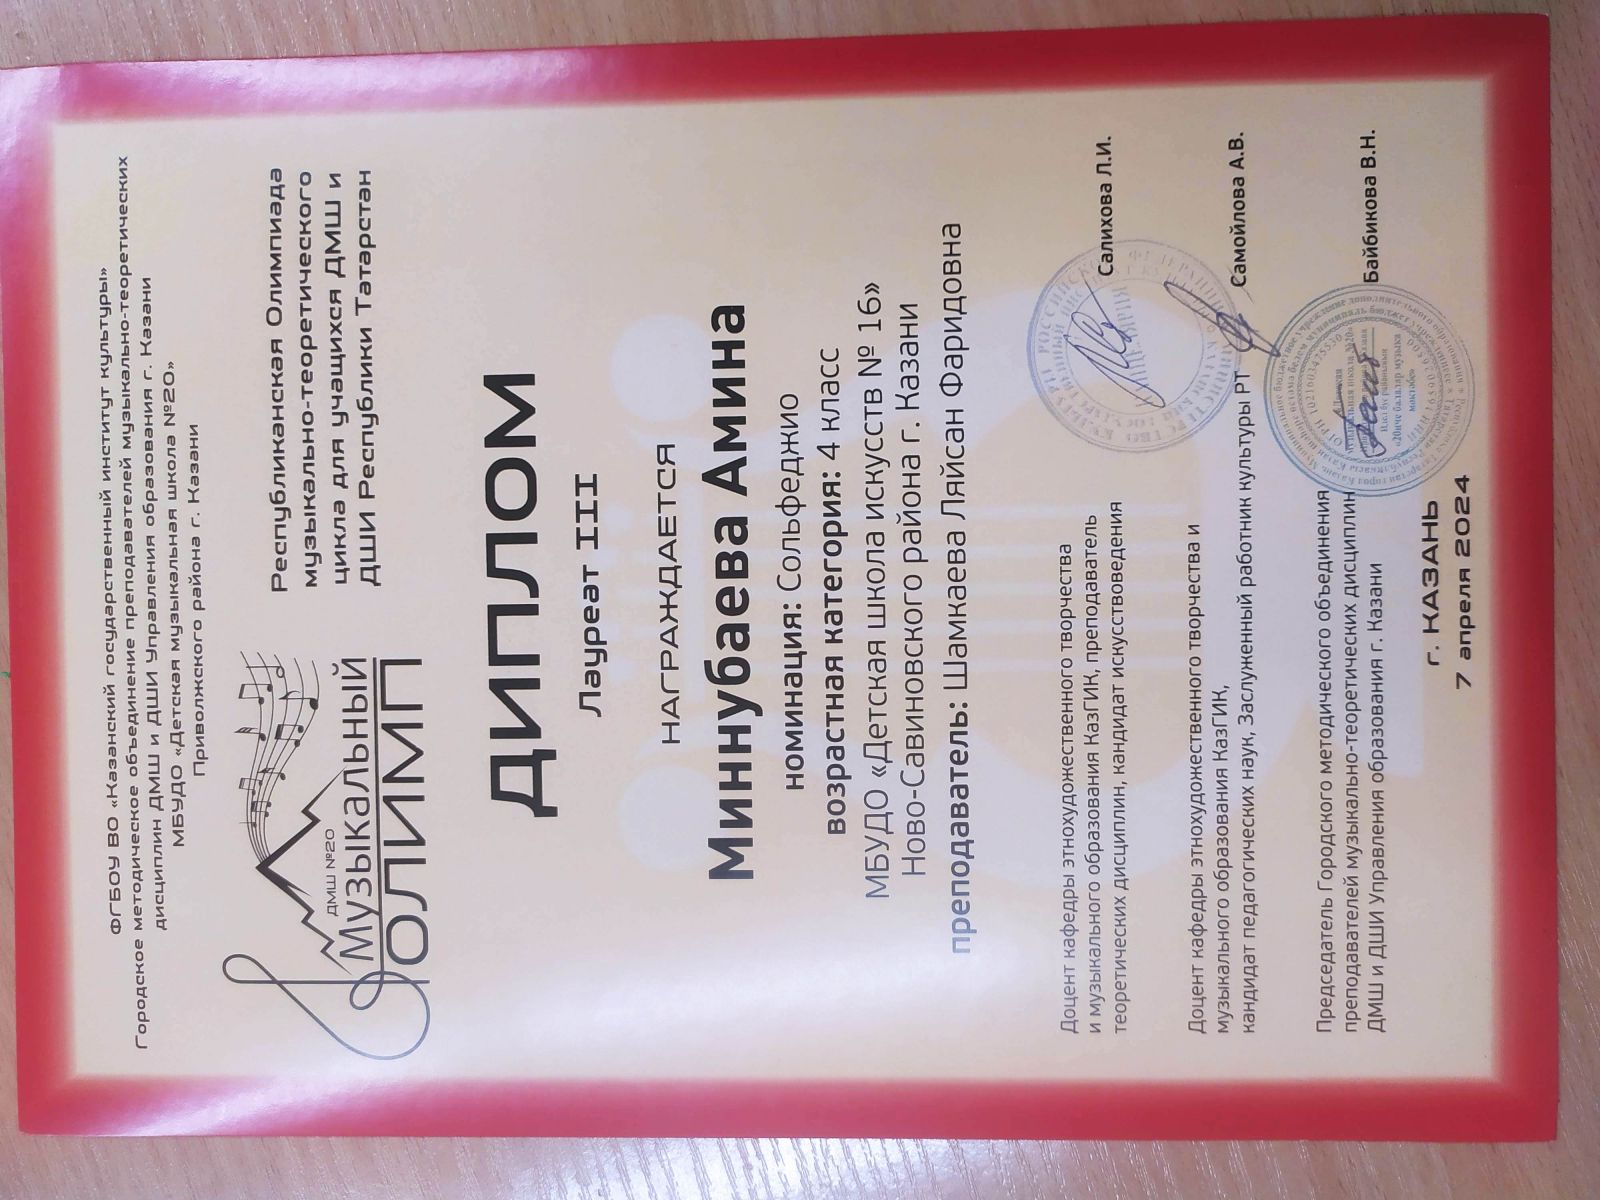 ФГБОУ ВО «Казанский государственный институт культуры»
Городское методическое объединение преподавателей музыкально-теоретических
дисциплин ДМШ и ДШИ Управления образования г. Казани
МБУДО «Детская музыкальная школа №20»
Приволжского района г. Казани
ДМШ №20
Музыкальный
ОЛИМП
Республиканская Олимпиада
музыкально-теоретического
цикла для учащихся ДМШ и
ДШИ Республики Татарстан
ДИПЛОМ
Лауреат III
НАГРАЖДАЕТСЯ
Миннубаева Амина
номинация: Сольфеджио
возрастная категория: 4 класс
МБУДО «Детская школа искусств № 16»
Ново-Савиновского района г. Казани
преподаватель: Шамкаева Ляйсан Фаридовна
Доцент кафедры этнохудожественного творчества
и музыкального образования КазГИК, преподаватель
теоретических дисциплин, кандидат искусствоведения
Салихова Л.И.
Доцент кафедры этнохудожественного творчества и
музыкального образования КазГИК,
кандидат педагогических наук, Заслуженный работник культуры РТ
Самойлова А.В.
Председатель Городского методического объединения
преподавателей музыкально-теоретических дисциплин
ДМШ и ДШИ Управления образования г. Казани
Байбикова В.Н.
г. КАЗАНЬ
7 апреля 2024